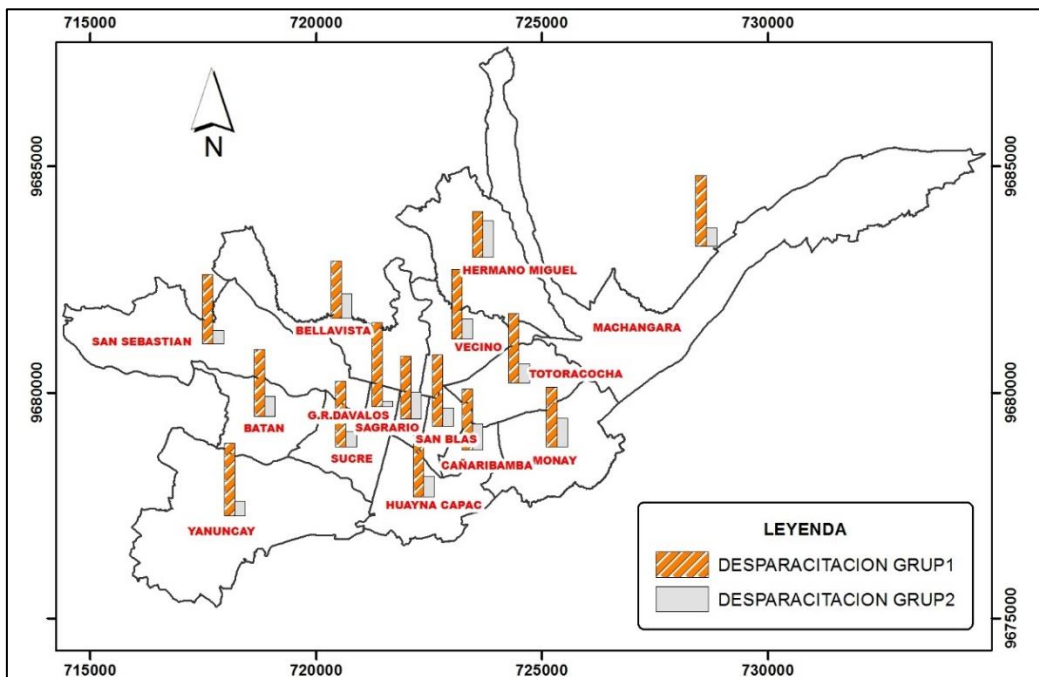 715000
720000
725000
730000
9685000
9685000
N
HERMANO MIGUEL
BELLAVISTA
MACHANGARA
SAN SEBASTIAN
VECINO
TOTORACOCHA
9680000
9680000
G.R.DAVALOS
BATAN
SAGRARIO
SAN BLAS
SUCRE
CAÑARIBAMBA
MONAY
HUAYNA CAPAC
YANUNCAY
LEYENDA
DESPARACITACION GRUP1
DESPARACITACION GRUP2
9675000
9675000
715000
720000
725000
730000